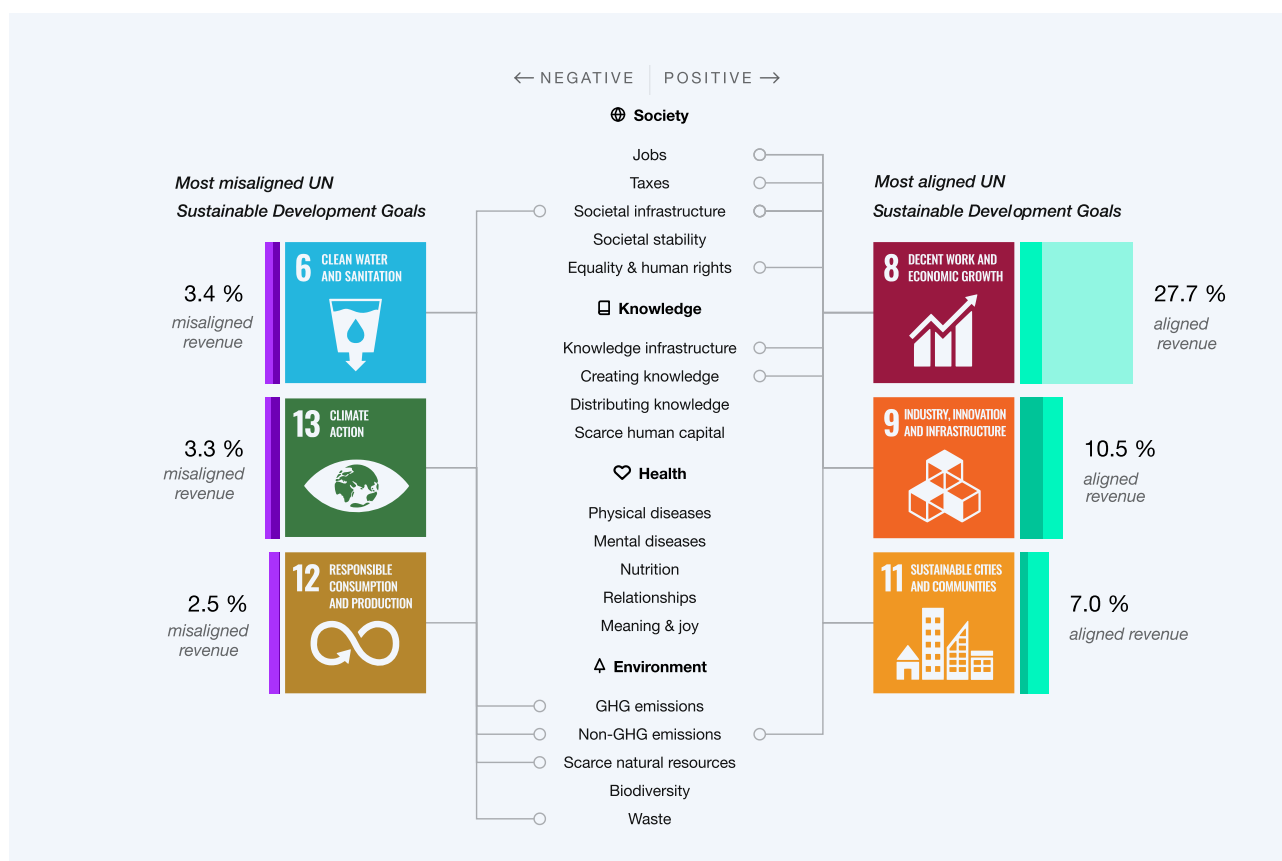 NEGATIVE
POSITIVE
Society
Jobs
Taxes
Societal infrastructure
Societal stability
Equality & human rights
Knowledge
Knowledge infrastructure
Creating knowledge
Distributing knowledge
Scarce human capital
Health
Physical diseases
Mental diseases
Nutrition
Relationships
Meaning & joy
Environment
GHG emissions
Non-GHG emissions
Scarce natural resources
Biodiversity
Waste
Most misaligned UN
Sustainable Development Goals
3.4 %
misaligned
revenue
6 CLEAN WATER
AND SANITATION
3.3 %
misaligned
revenue
13 CLIMATE
ACTION
2.5 %
misaligned
revenue
12 RESPONSIBLE
CONSUMPTION
AND PRODUCTION
Most aligned UN
Sustainable Development Goals
8 DECENT WORK AND
ECONOMIC GROWTH
27.7 %
aligned
revenue
9 INDUSTRY, INNOVATION
AND INFRASTRUCTURE
10.5 %
aligned
revenue
11 SUSTAINABLE CITIES
AND COMMUNITIES
7.0 %
aligned revenue